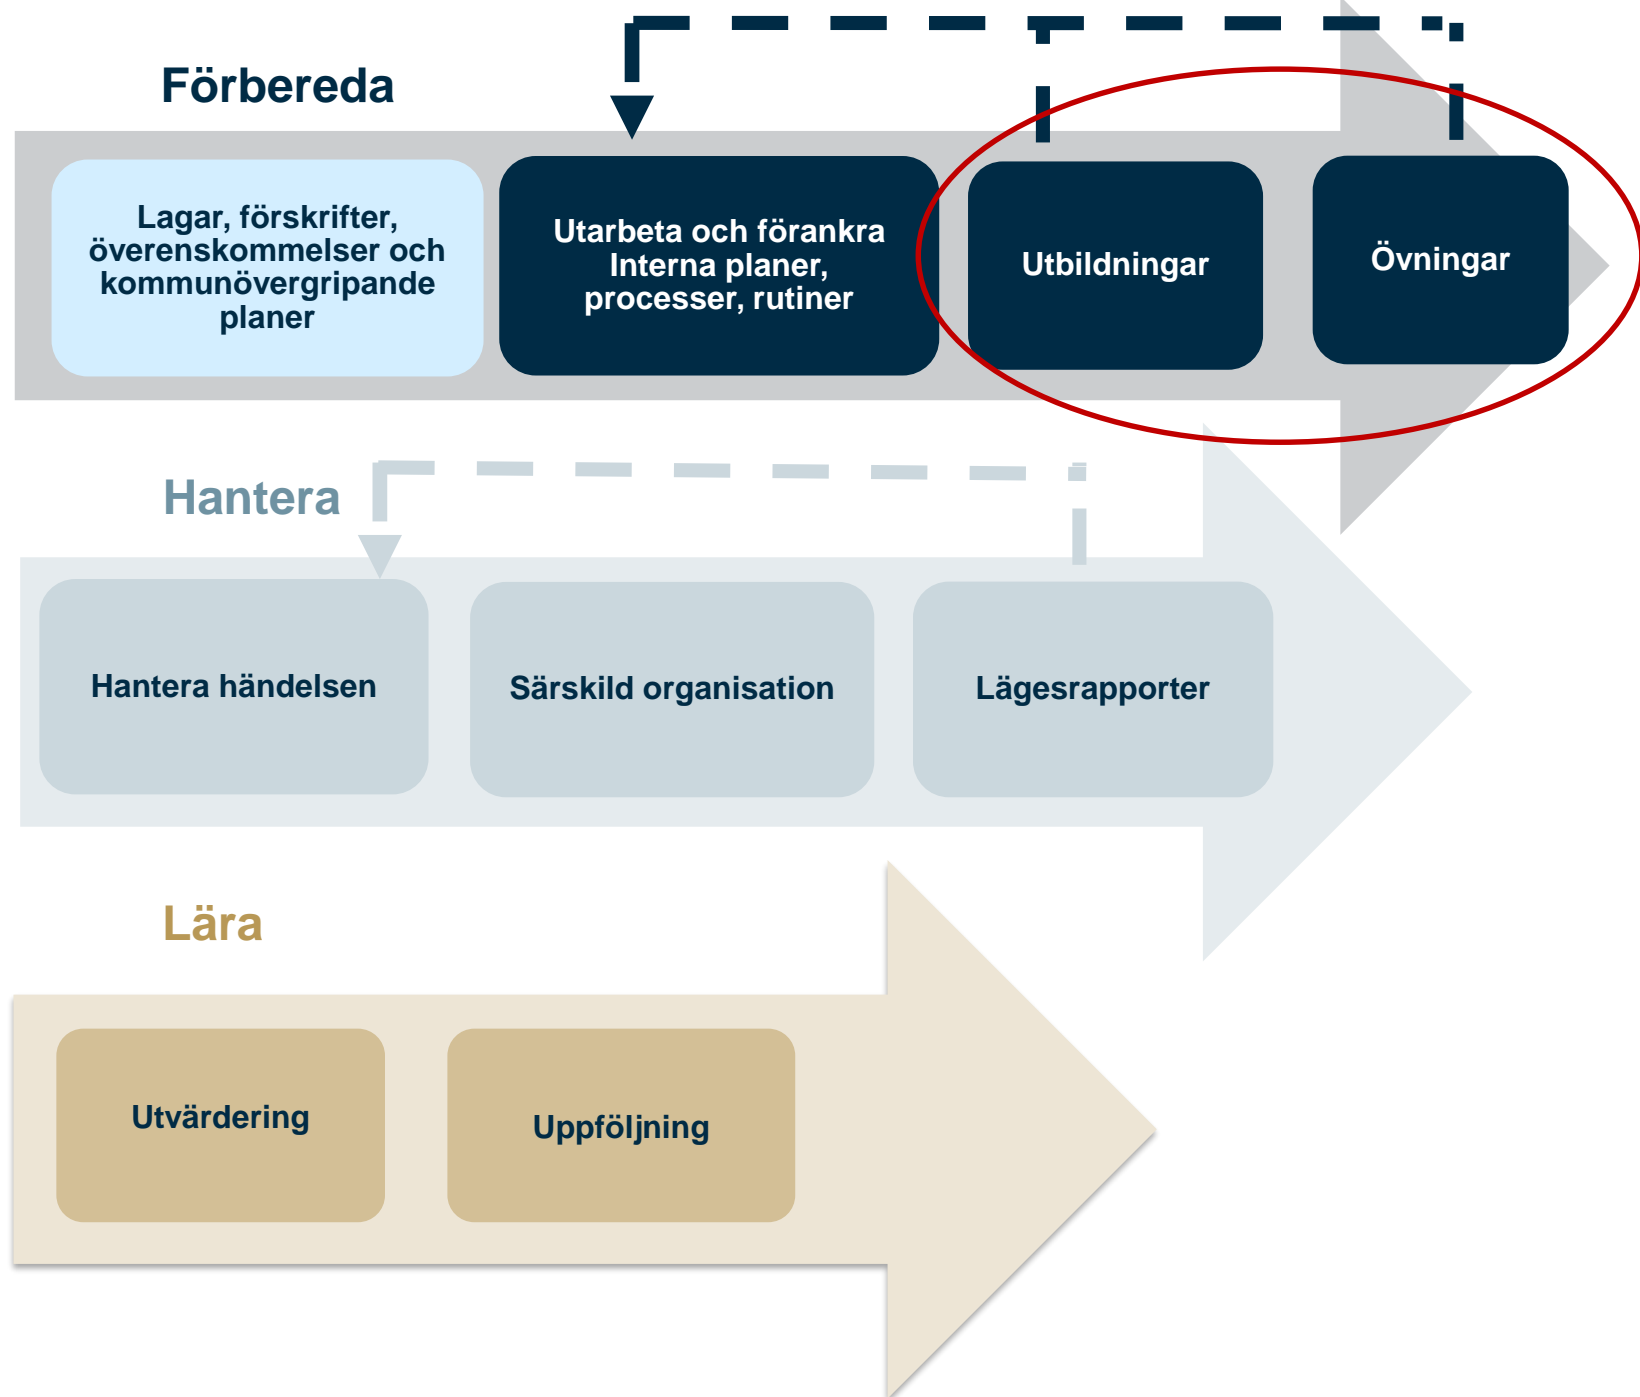 Förbereda
Lagar, förskrifter,
överenskommelser och
kommunövergripande
planer
Utarbeta och förankra
Interna planer,
processer, rutiner
Utbildningar
Övningar
Hantera
Hantera händelsen
Särskild organisation
Lägesrapporter
Lära
Utvärdering
Uppföljning